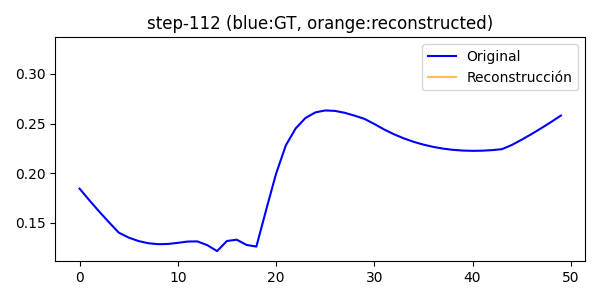 step-112 (blue:GT, orange:reconstructed)
Original
Reconstrucción
0.30
0.25
0.20
0.15
0 10 20 30 40 50